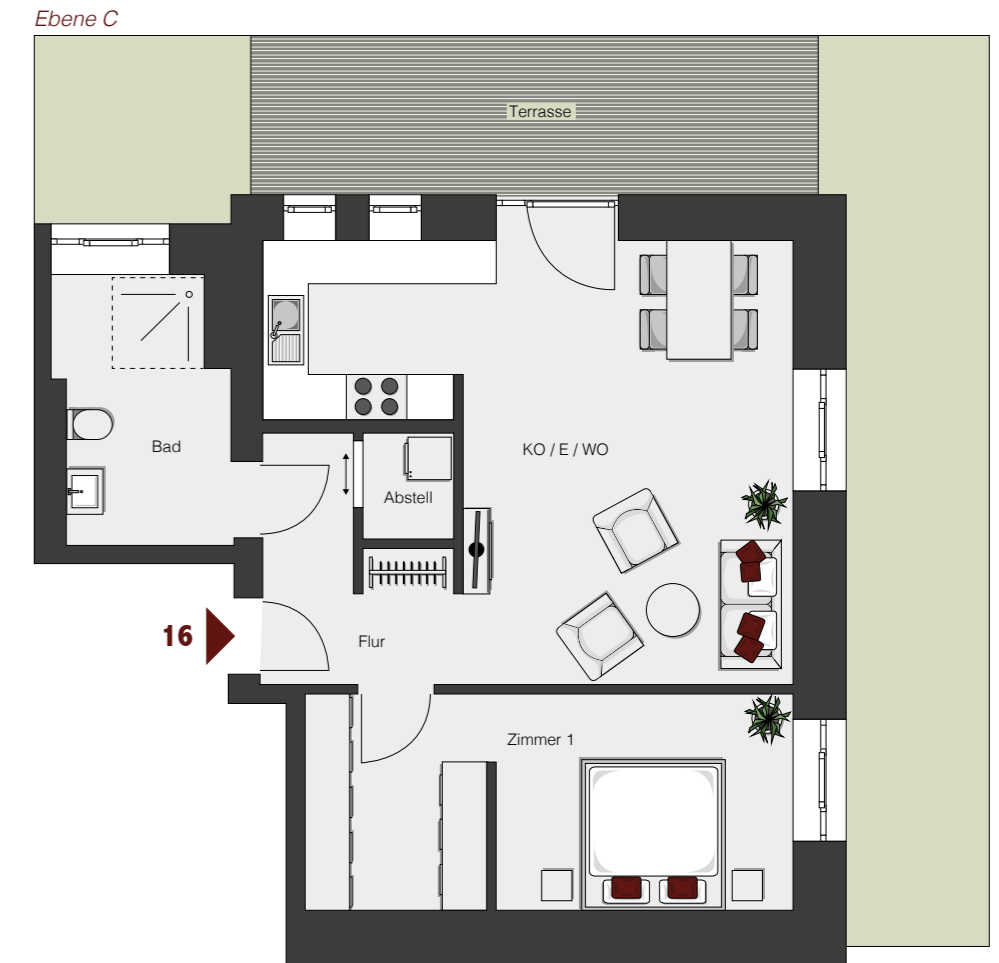 Ebene C
Terrasse
Bad
KO / E / WO
Abstell
16
Flur
Zimmer 1